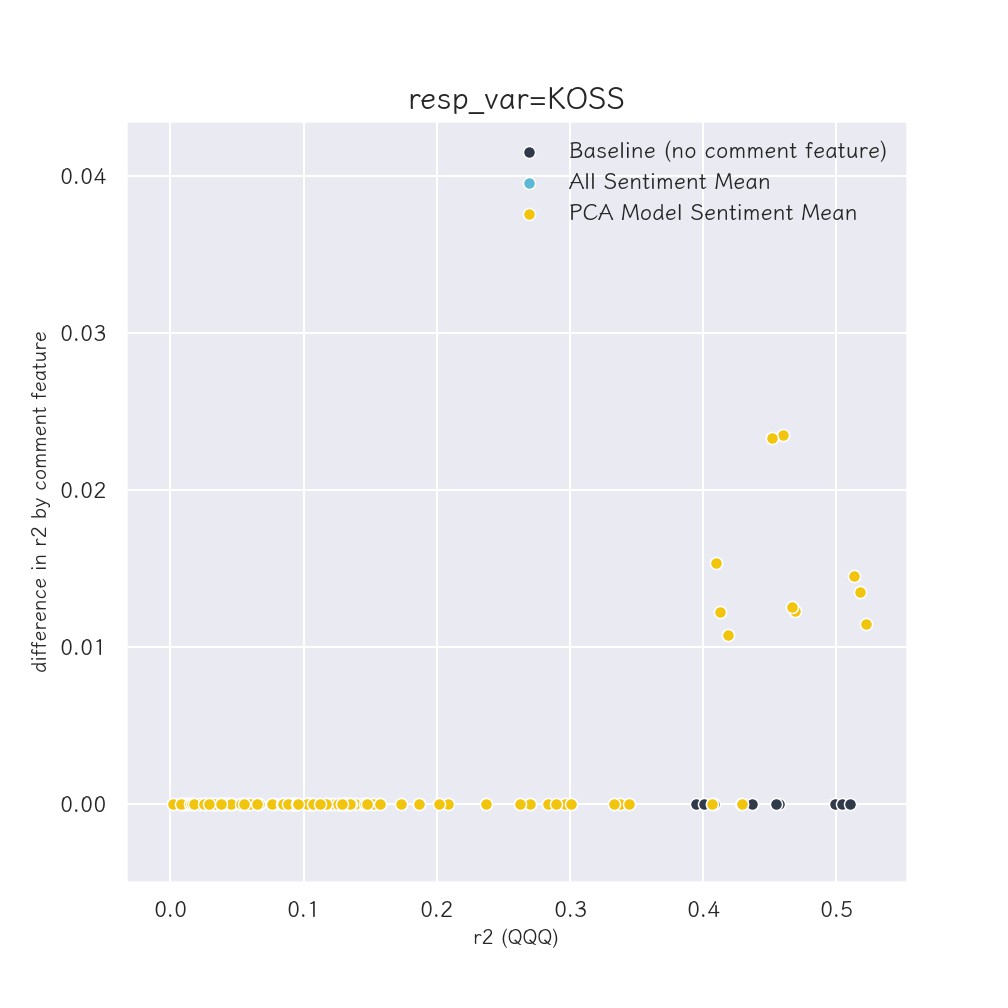 resp_var=KOSS
Baseline (no comment feature)
All Sentiment Mean
PCA Model Sentiment Mean
difference in r2 by comment feature
0.04
0.03
0.02
0.01
0.00
0.0
0.1
0.2
0.3
0.4
0.5
r2 (QQQ)